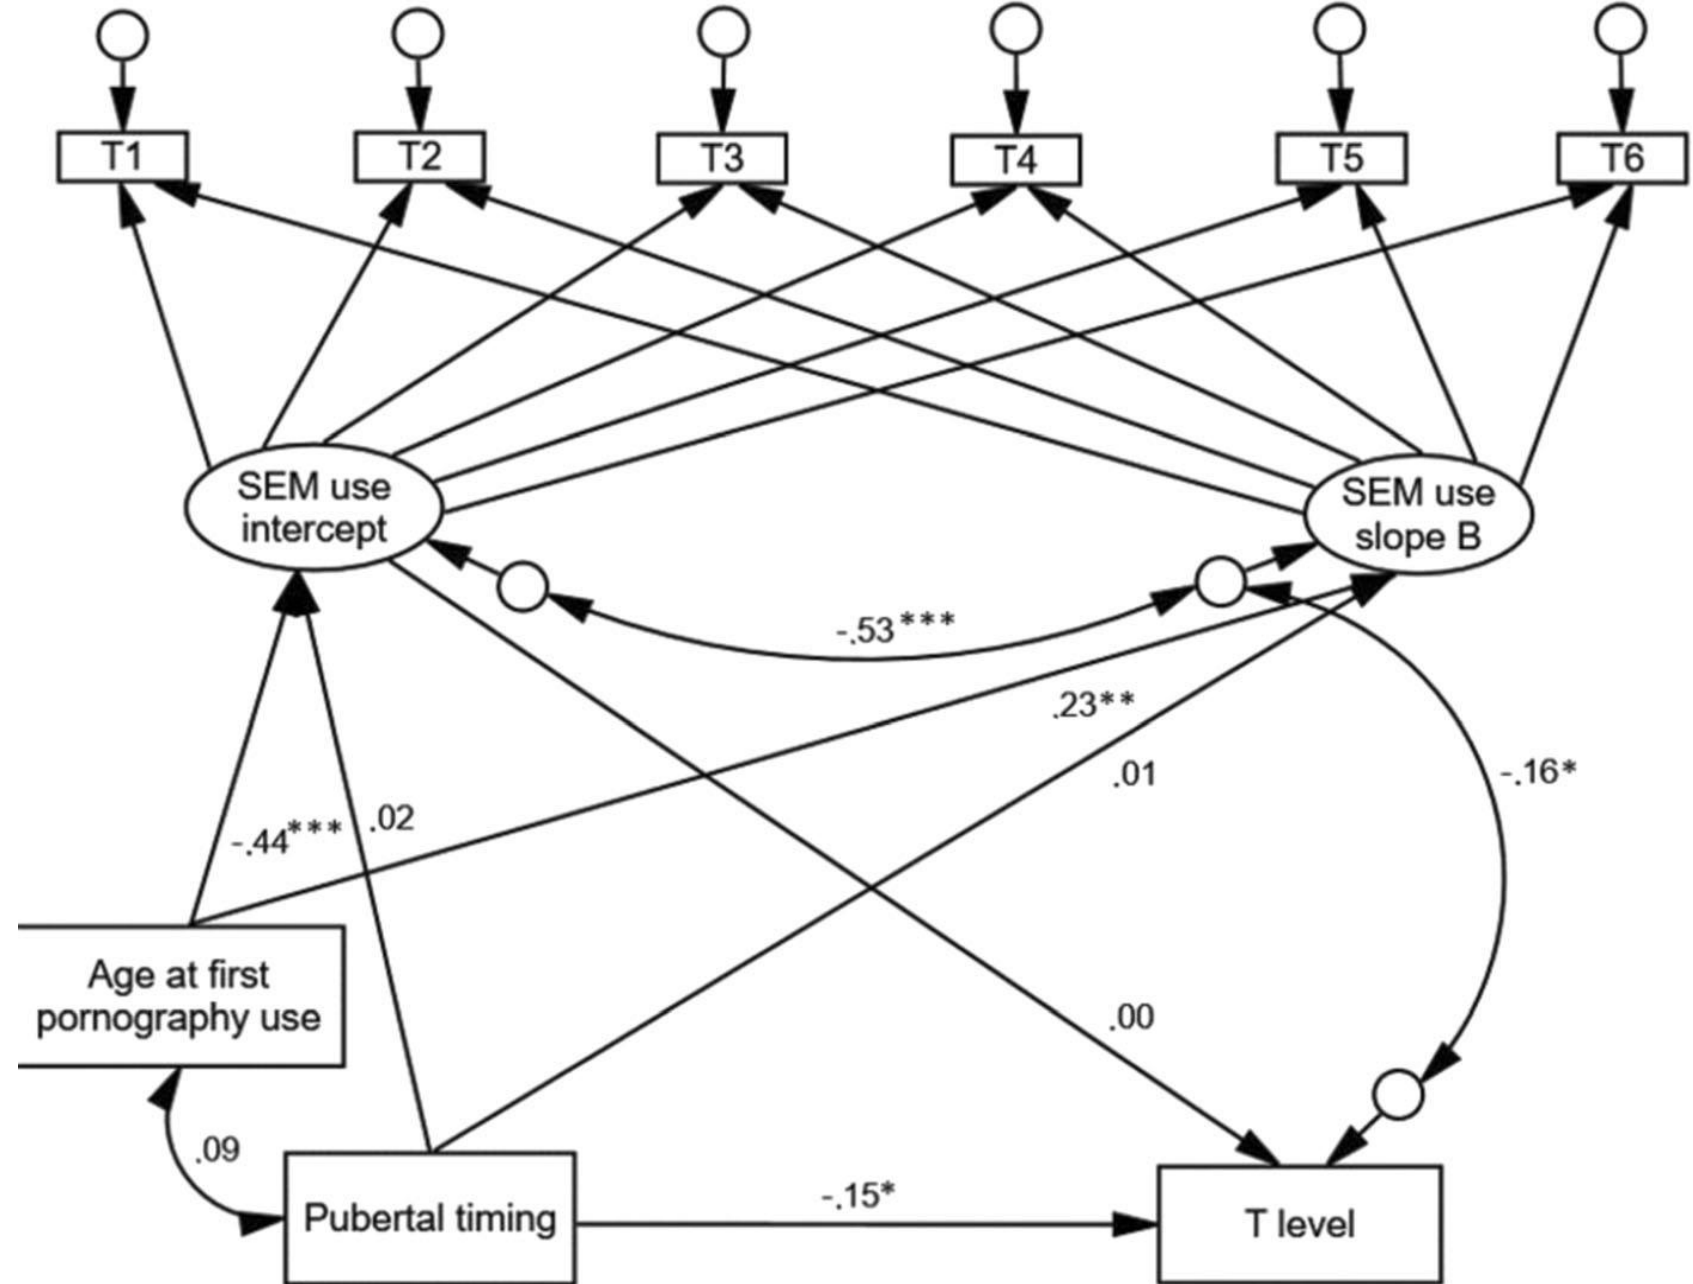 T1
T2
T3
T4
T5
T6
SEM use
intercept
SEM use
slope B
-.53***
.23**
.01
-.16*
-.44***
.02
Age at first
pornography use
.00
.09
Pubertal timing
-.15*
T level